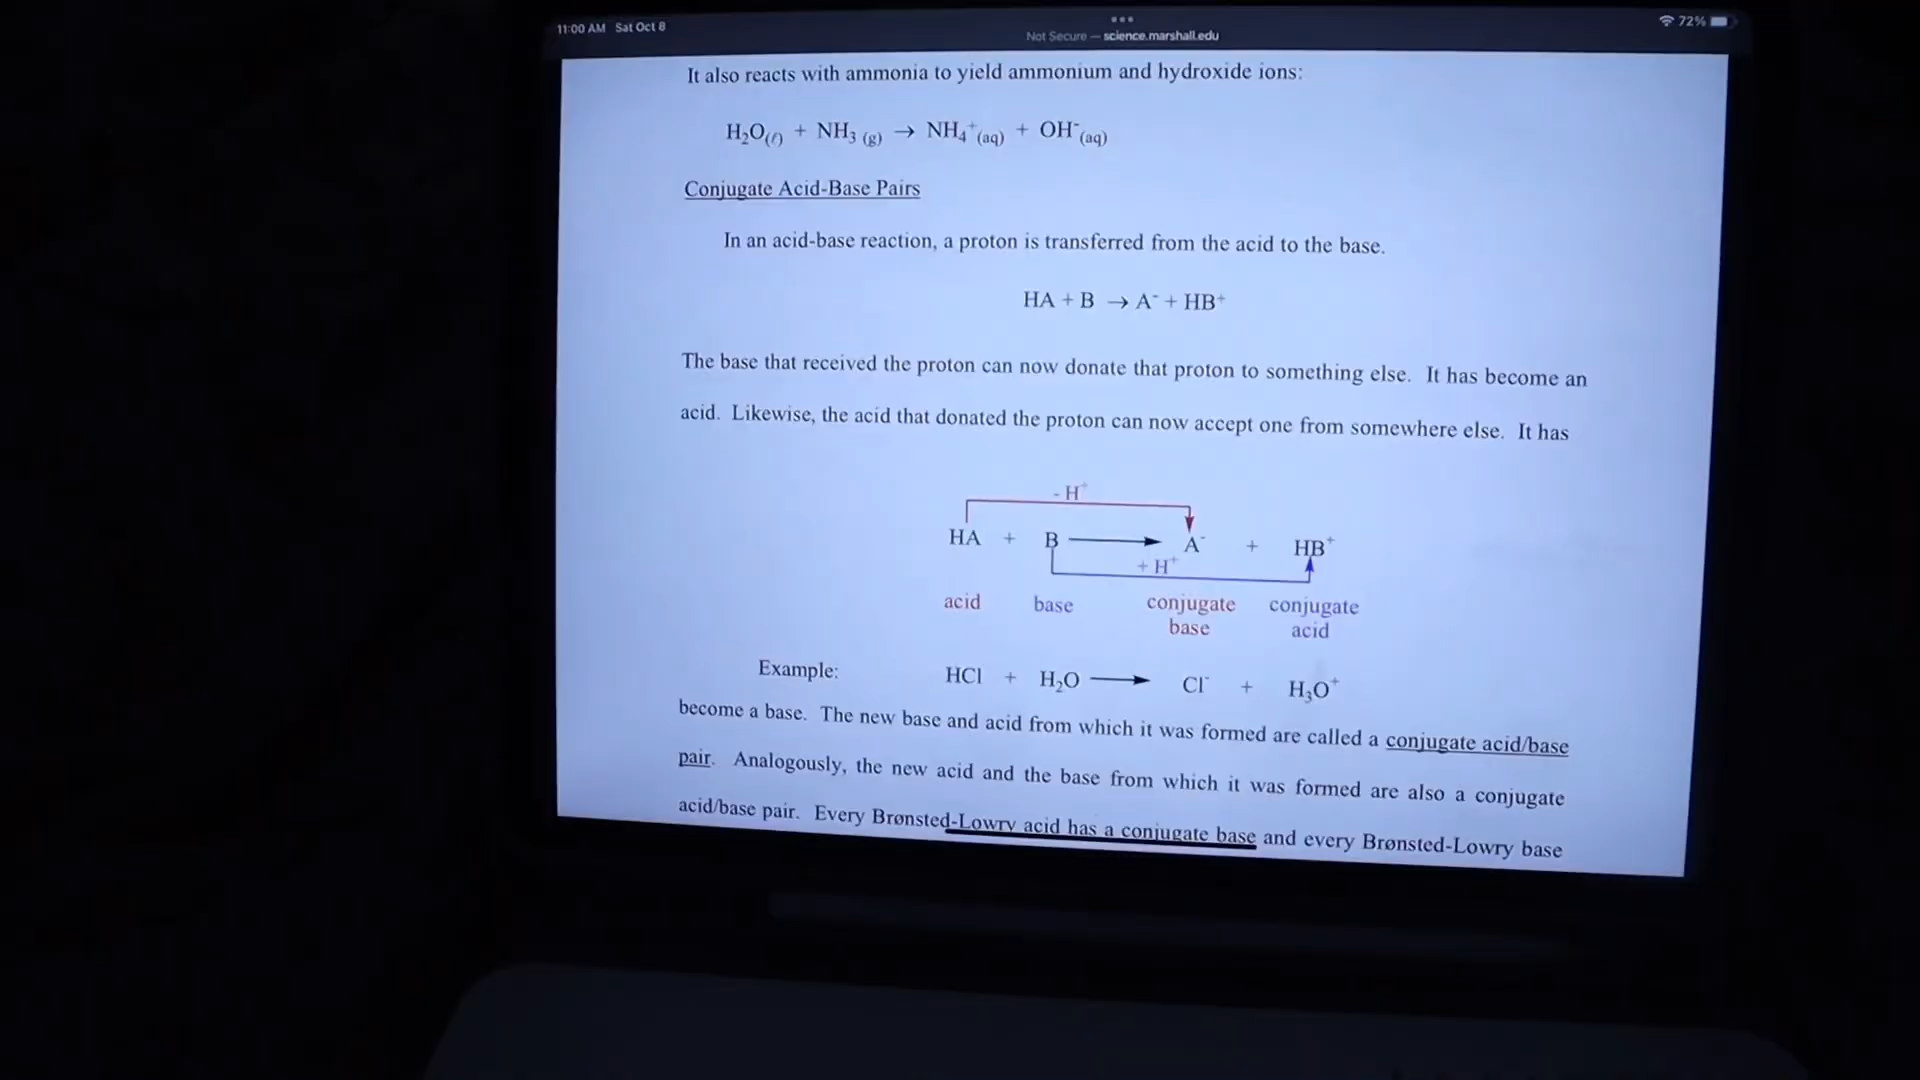 11:00 AM Sat Oct 8
72%
Not Secure — science.marshall.edu
It also reacts with ammonia to yield ammonium and hydroxide ions:
H₂O(ℓ) + NH₃ (g) → NH₄⁺(aq) + OH⁻(aq)
Conjugate Acid-Base Pairs
In an acid-base reaction, a proton is transferred from the acid to the base.
HA + B → A⁻ + HB⁺
The base that received the proton can now donate that proton to something else. It has become an
acid. Likewise, the acid that donated the proton can now accept one from somewhere else. It has
- H⁺
HA + B → A⁻ + HB⁺
+ H⁺
acid base conjugate base conjugate acid
Example: HCl + H₂O → Cl⁻ + H₃O⁺
become a base. The new base and acid from which it was formed are called a conjugate acid/base
pair. Analogously, the new acid and the base from which it was formed are also a conjugate
acid/base pair. Every Brønsted-Lowry acid has a conjugate base and every Brønsted-Lowry base